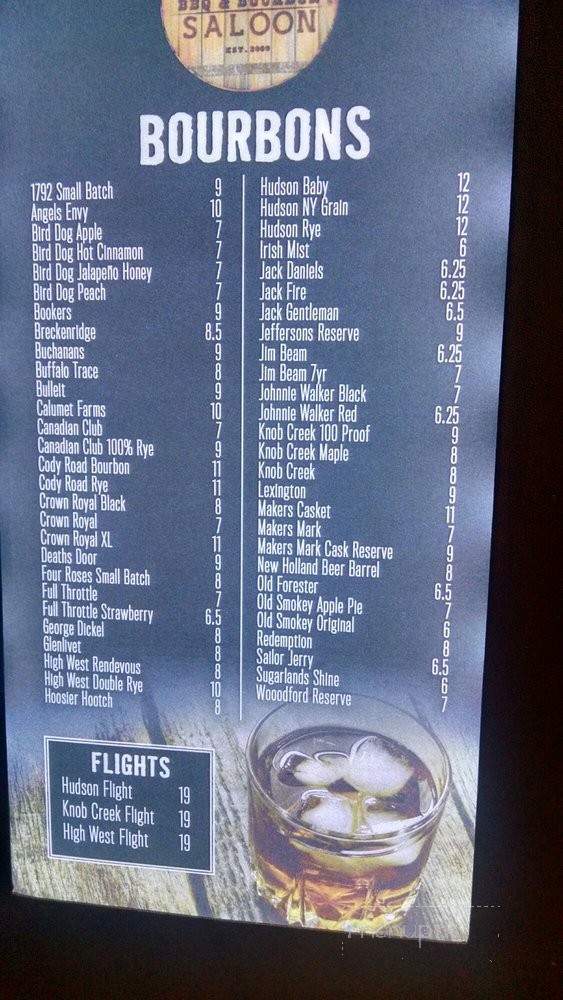 BBQ & BOURBON
SALOON
EST. 2009
BOURBONS
1792 Small Batch 9
Angels Envy 10
Bird Dog Apple 7
Bird Dog Hot Cinnamon 7
Bird Dog Jalapeño Honey 7
Bird Dog Peach 7
Bookers 9
Breckenridge 8.5
Buchanans 9
Buffalo Trace 8
Bulleit 9
Calumet Farms 10
Canadian Club 7
Canadian Club 100% Rye 9
Cody Road Bourbon 11
Cody Road Rye 11
Crown Royal Black 8
Crown Royal 7
Crown Royal XL 11
Deaths Door 9
Four Roses Small Batch 8
Full Throttle 7
Full Throttle Strawberry 6.5
George Dickel 8
Glenlivet 8
High West Rendevous 8
High West Double Rye 10
Hoosier Hootch 8
Hudson Baby 12
Hudson NY Grain 12
Hudson Rye 12
Irish Mist 6
Jack Daniels 6.25
Jack Fire 6.25
Jack Gentleman 6.5
Jeffersons Reserve 9
Jim Beam 6.25
Jim Beam 7yr 7
Johnnie Walker Black 7
Johnnie Walker Red 6.25
Knob Creek 100 Proof 9
Knob Creek Maple 8
Knob Creek 8
Lexington 9
Makers Casket 11
Makers Mark 7
Makers Mark Cask Reserve 9
New Holland Beer Barrel 8
Old Forester 6.5
Old Smokey Apple Pie 7
Old Smokey Original 6
Redemption 8
Sailor Jerry 6.5
Sugarlands Shine 6
Wooodford Reserve 7
FLIGHTS
Hudson Flight 19
Knob Creek Flight 19
High West Flight 19